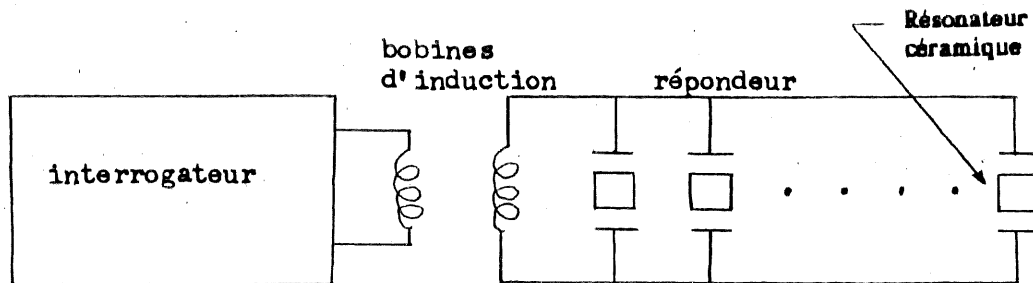 Résonateur
céramique
bobines
d'induction
répondeur
interrogateur